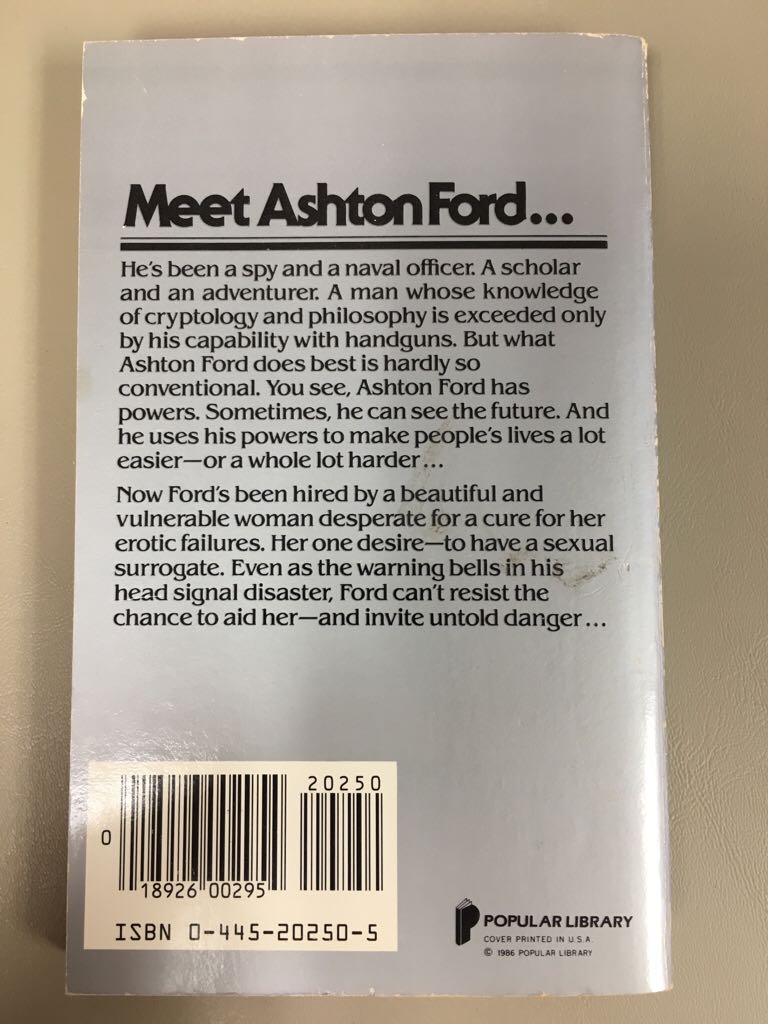 Meet Ashton Ford...
He's been a spy and a naval officer. A scholar
and an adventurer. A man whose knowledge
of cryptology and philosophy is exceeded only
by his capability with handguns. But what
Ashton Ford does best is hardly so
conventional. You see, Ashton Ford has
powers. Sometimes, he can see the future. And
he uses his powers to make people's lives a lot
easier—or a whole lot harder...
Now Ford's been hired by a beautiful and
vulnerable woman desperate for a cure for her
erotic failures. Her one desire—to have a sexual
surrogate. Even as the warning bells in his
head signal disaster, Ford can't resist the
chance to aid her—and invite untold danger...
20250
0
18926 00295
ISBN 0-445-20250-5
POPULAR LIBRARY
COVER PRINTED IN U.S.A.
© 1986 POPULAR LIBRARY